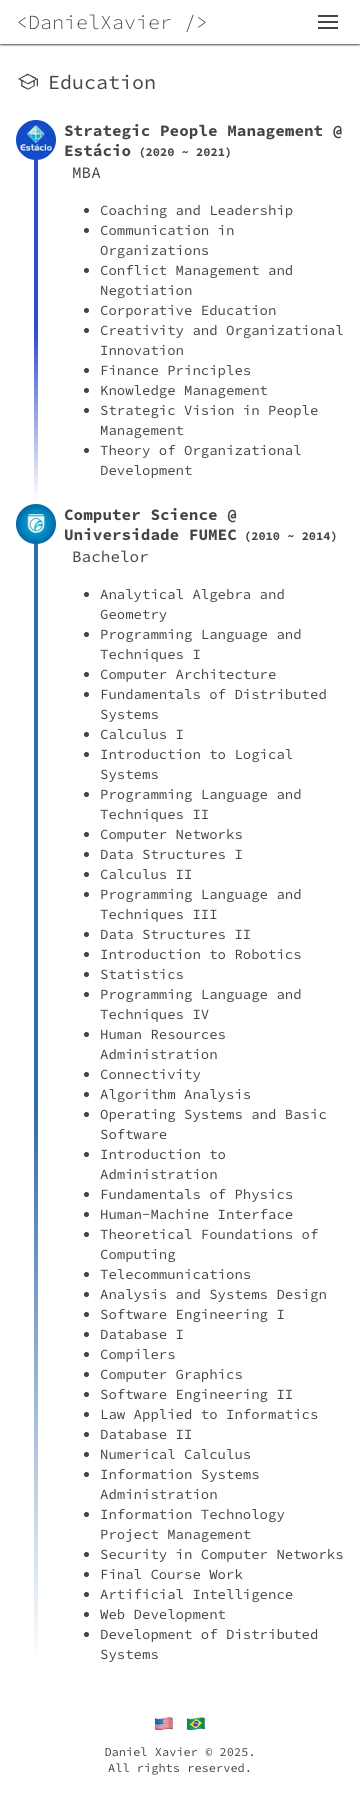 <DanielXavier />
Education
Estácio
Strategic People Management @
Estácio (2020 ~ 2021)
MBA
• Coaching and Leadership
• Communication in
Organizations
• Conflict Management and
Negotiation
• Corporative Education
• Creativity and Organizational
Innovation
• Finance Principles
• Knowledge Management
• Strategic Vision in People
Management
• Theory of Organizational
Development
Computer Science @
Universidade FUMEC (2010 ~ 2014)
Bachelor
• Analytical Algebra and
Geometry
• Programming Language and
Techniques I
• Computer Architecture
• Fundamentals of Distributed
Systems
• Calculus I
• Introduction to Logical
Systems
• Programming Language and
Techniques II
• Computer Networks
• Data Structures I
• Calculus II
• Programming Language and
Techniques III
• Data Structures II
• Introduction to Robotics
• Statistics
• Programming Language and
Techniques IV
• Human Resources
Administration
• Connectivity
• Algorithm Analysis
• Operating Systems and Basic
Software
• Introduction to
Administration
• Fundamentals of Physics
• Human-Machine Interface
• Theoretical Foundations of
Computing
• Telecommunications
• Analysis and Systems Design
• Software Engineering I
• Database I
• Compilers
• Computer Graphics
• Software Engineering II
• Law Applied to Informatics
• Database II
• Numerical Calculus
• Information Systems
Administration
• Information Technology
Project Management
• Security in Computer Networks
• Final Course Work
• Artificial Intelligence
• Web Development
• Development of Distributed
Systems
Daniel Xavier © 2025.
All rights reserved.